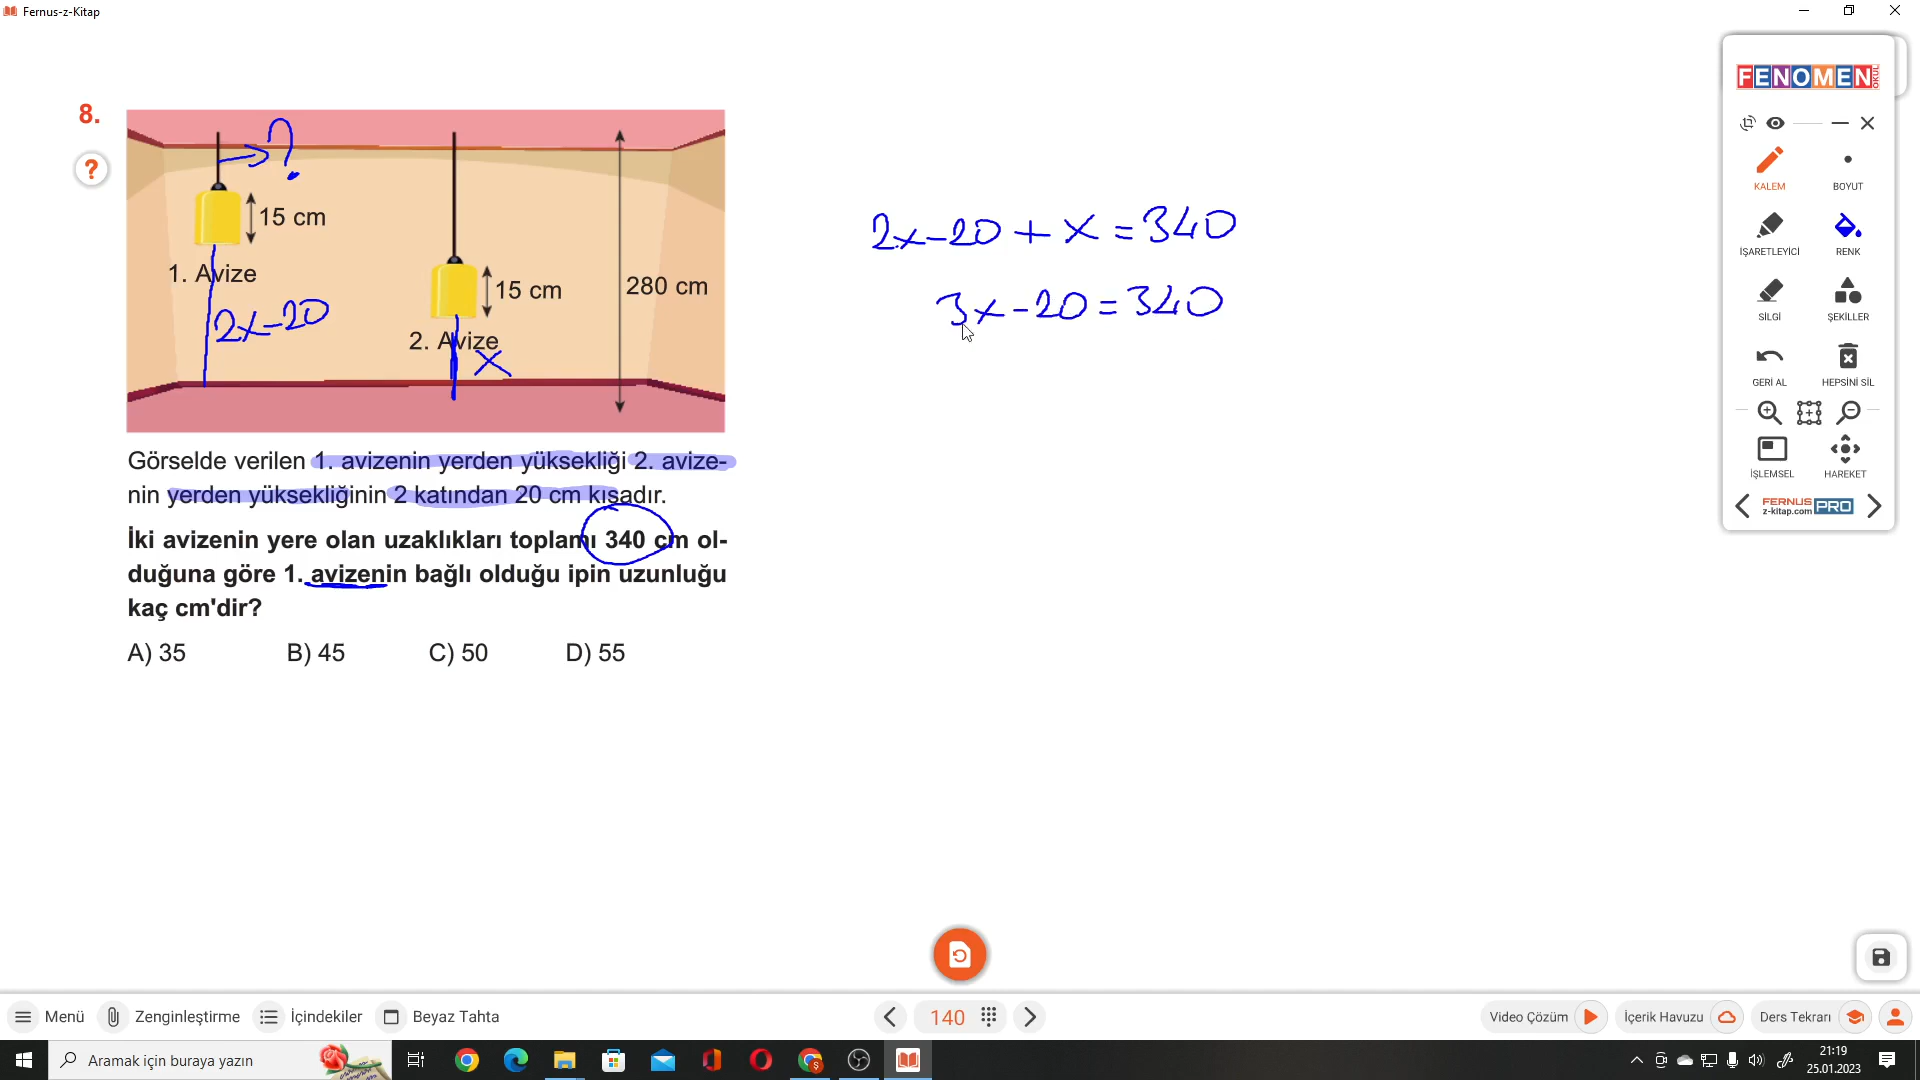 Fernus-z-Kitap
8.
?
?
15 cm
1. Avize
2x-20
15 cm
2. Avize
x
280 cm
2x-20+x=340
3x-20=340
Görselde verilen 1. avizenin yerden yüksekliği 2. avize-
nin yerden yüksekliğinin 2 katından 20 cm kısadır.
İki avizenin yere olan uzaklıkları toplamı 340 cm ol-
duğuna göre 1. avizenin bağlı olduğu ipin uzunluğu
kaç cm'dir?
A) 35 B) 45 C) 50 D) 55
FENOMEN OKUL
KALEM BOYUT
İŞARETLEYİCİ RENK
SİLGİ ŞEKİLLER
GERİ AL HEPSİNİ SİL
İŞLEMSEL HAREKET
FERNUS
z-kitap.com PRO
Menü Zenginleştirme İçindekiler Beyaz Tahta 140 Video Çözüm İçerik Havuzu Ders Tekrarı
Aramak için buraya yazın
21:19
25.01.2023